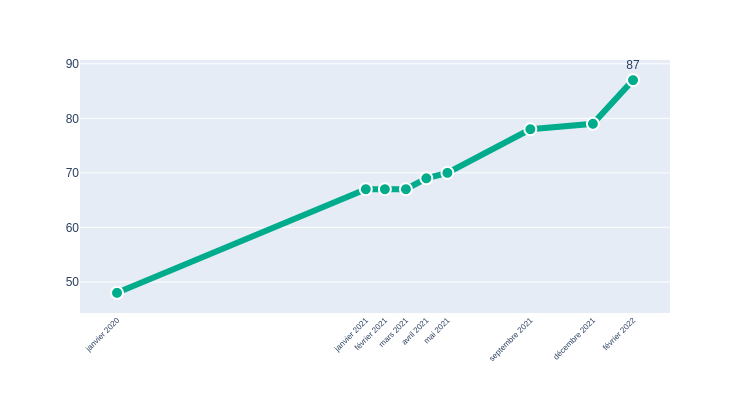 87
90
80
70
60
50
janvier 2020
janvier 2021
février 2021
mars 2021
avril 2021
mai 2021
septembre 2021
décembre 2021
février 2022